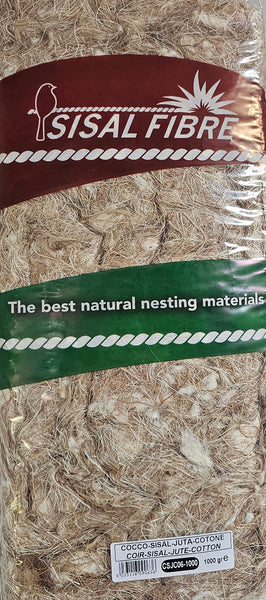 SISAL FIBRE
The best natural nesting materials
COCCO-SISAL-JUTA-COTONE
COIR-SISAL-JUTE-COTTON
CSJC06-1000 1000 gr e